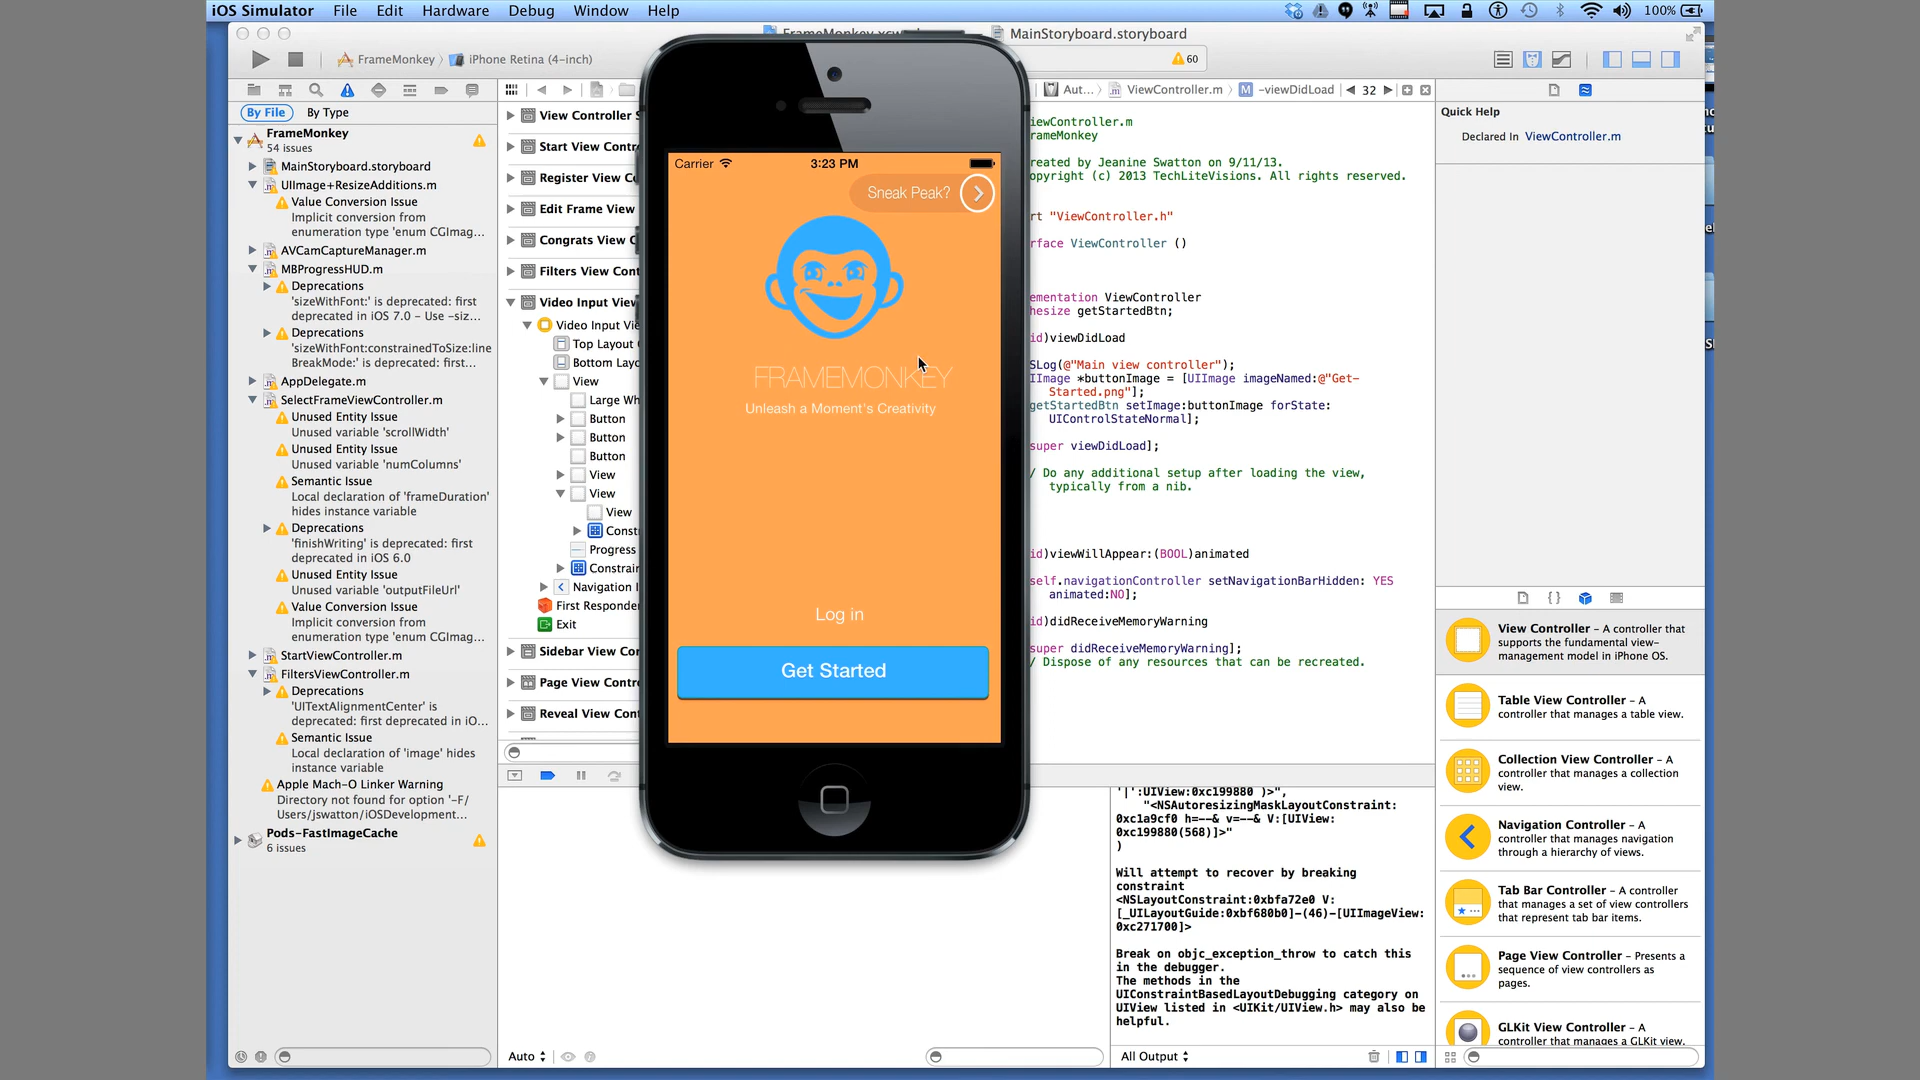 iOS Simulator File Edit Hardware Debug Window Help 100%
MainStoryboard.storyboard
FrameMonkey iPhone Retina (4-inch) 60
Aut... ViewController.m M -viewDidLoad 32
By File By Type
FrameMonkey
54 issues
MainStoryboard.storyboard
UIImage+ResizeAdditions.m
Value Conversion Issue
Implicit conversion from
enumeration type 'enum CGImag...
AVCamCaptureManager.m
MBProgressHUD.m
Deprecations
'sizeWithFont:' is deprecated: first
deprecated in iOS 7.0 - Use -siz...
Deprecations
'sizeWithFont:constrainedToSize:line
BreakMode:' is deprecated: first...
AppDelegate.m
SelectFrameViewController.m
Unused Entity Issue
Unused variable 'scrollWidth'
Unused Entity Issue
Unused variable 'numColumns'
Semantic Issue
Local declaration of 'frameDuration'
hides instance variable
Deprecations
'finishWriting' is deprecated: first
deprecated in iOS 6.0
Unused Entity Issue
Unused variable 'outputFileUrl'
Value Conversion Issue
Implicit conversion from
enumeration type 'enum CGImag...
StartViewController.m
FiltersViewController.m
Deprecations
'UITextAlignmentCenter' is
deprecated: first deprecated in iO...
Semantic Issue
Local declaration of 'image' hides
instance variable
Apple Mach-O Linker Warning
Directory not found for option '-F/
Users/jswatton/iOSDevelopment...
Pods-FastImageCache
6 issues
View Controller S
Start View Contr
Register View Co
Edit Frame View
Congrats View C
Filters View Cont
Video Input View
Video Input Vie
Top Layout
Bottom Layo
View
Large Wh
Button
Button
Button
View
View
View
Constr
Progress
Constrai
Navigation I
First Responder
Exit
Sidebar View Con
Page View Contro
Reveal View Cont
Carrier 3:23 PM
Sneak Peak?
FRAMEMONKEY
Unleash a Moment's Creativity
Log in
Get Started
iewController.m
rameMonkey
reated by Jeanine Swatton on 9/11/13.
opyright (c) 2013 TechLiteVisions. All rights reserved.
rt "ViewController.h"
rface ViewController ()
ementation ViewController
hesize getStartedBtn;
id)viewDidLoad
SLog(@"Main view controller");
IImage *buttonImage = [UIImage imageNamed:@"Get-
Started.png"];
getStartedBtn setImage:buttonImage forState:
UIControlStateNormal];
super viewDidLoad];
/ Do any additional setup after loading the view,
typically from a nib.
id)viewWillAppear:(BOOL)animated
self.navigationController setNavigationBarHidden: YES
animated:NO];
id)didReceiveMemoryWarning
super didReceiveMemoryWarning];
/ Dispose of any resources that can be recreated.
'|':UIView:0xc199880 )>",
"<NSAutoresizingMaskLayoutConstraint:
0xc1a9cf0 h=--& v=--& V:[UIView:
0xc199880(568)]>"
)
Will attempt to recover by breaking
constraint
<NSLayoutConstraint:0xbfa72e0 V:
[_UILayoutGuide:0xbf680b0]-(46)-[UIImageView:
0xc271700]>
Break on objc_exception_throw to catch this
in the debugger.
The methods in the
UIConstraintBasedLayoutDebugging category on
UIView listed in <UIKit/UIView.h> may also be
helpful.
Auto
All Output
Quick Help
Declared In ViewController.m
View Controller - A controller that
supports the fundamental view-
management model in iPhone OS.
Table View Controller - A
controller that manages a table view.
Collection View Controller - A
controller that manages a collection
view.
Navigation Controller - A
controller that manages navigation
through a hierarchy of views.
Tab Bar Controller - A controller
that manages a set of view controllers
that represent tab bar items.
Page View Controller - Presents a
sequence of view controllers as
pages.
GLKit View Controller - A
controller that manages a GLKit view.